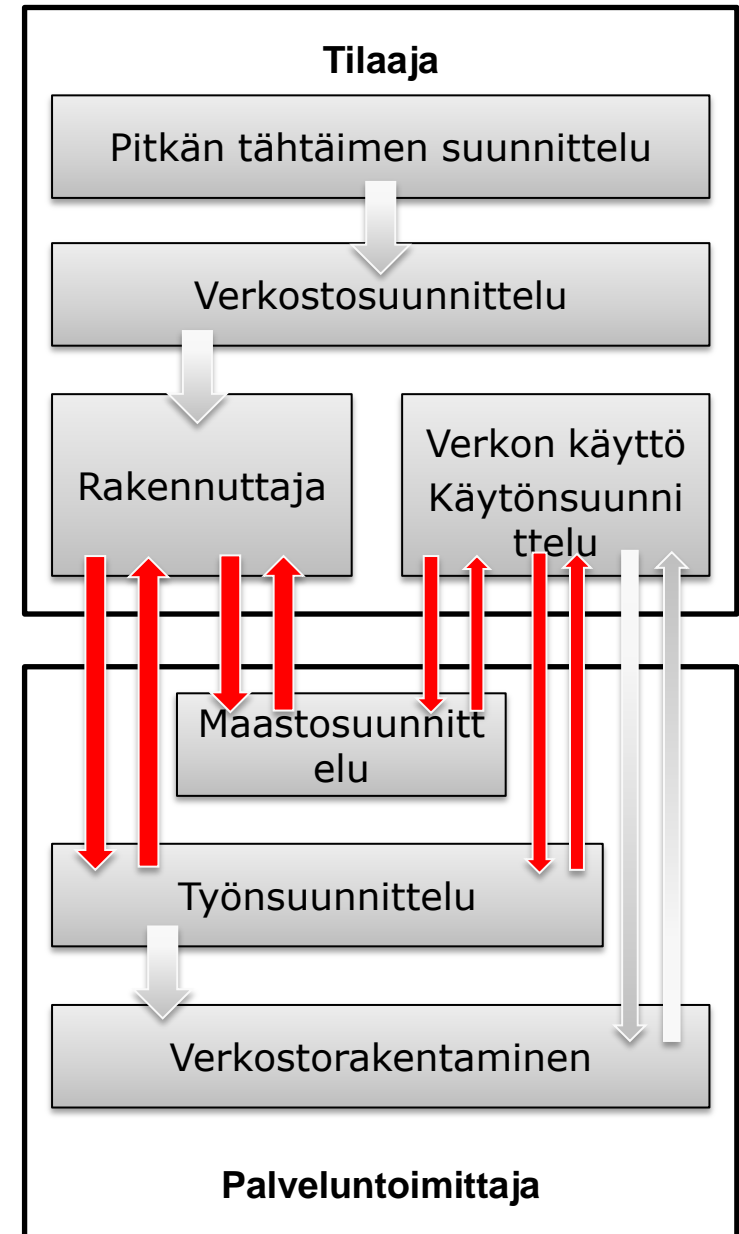 Tilaaja
Pitkän tähtäimen suunnittelu
Verkostosuunnittelu
Rakennuttaja
Verkon käyttö
Käytönsuunni
ttelu
Maastosuunnitt
elu
Työnsuunnittelu
Verkostorakentaminen
Palveluntoimittaja